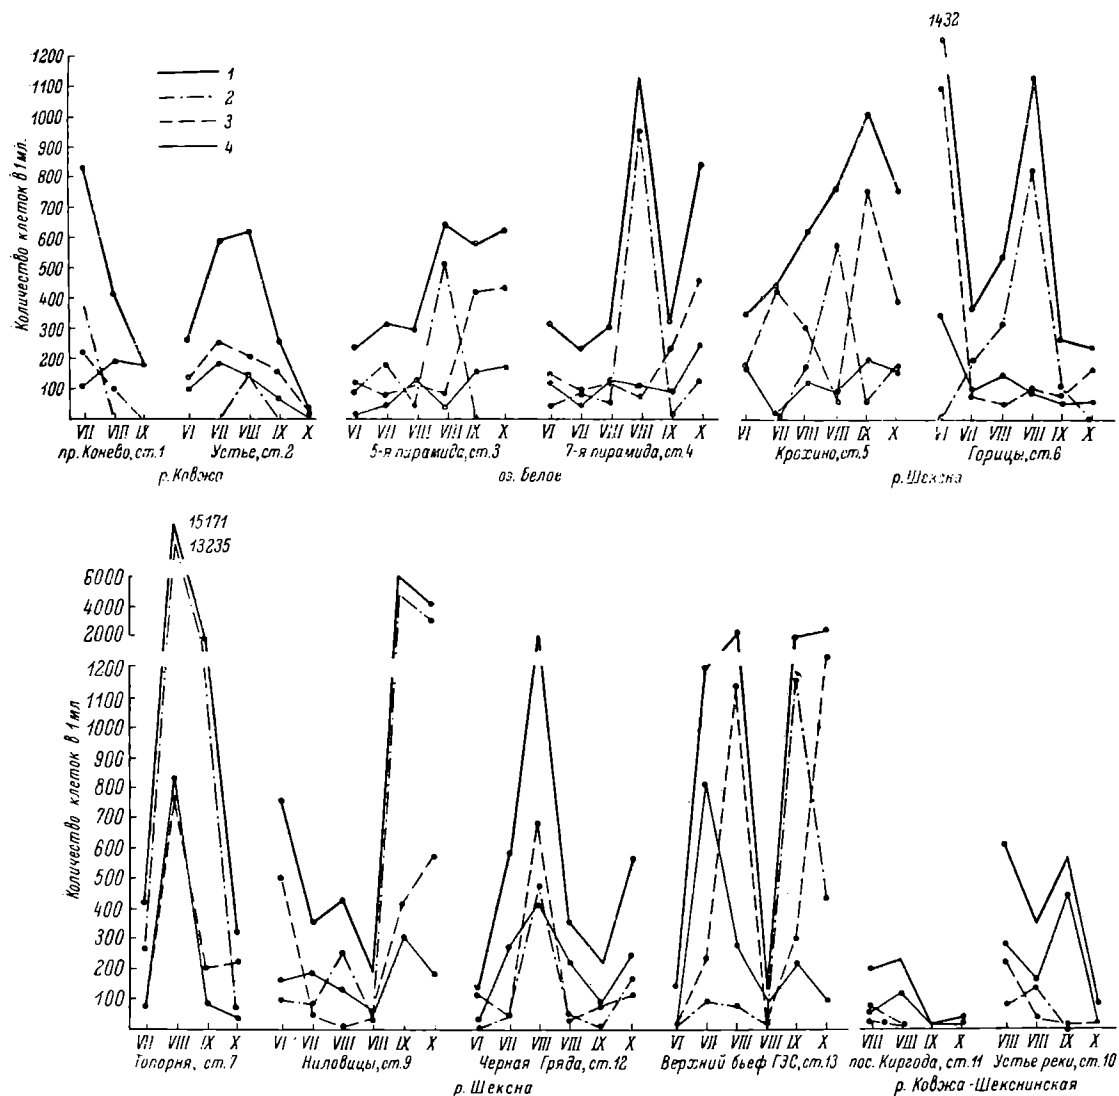 1432
1200
1100
1000
900
800
700
600
500
400
300
200
100
Количество клеток в 1 мл.
1
2
3
4
VII VIII IX
VI VII VIII IX X
VI VII VIII VIII IX X
VI VII VIII VIII IX X
VI VII VIII VIII IX X
VI VII VIII VIII IX X
пр. Конево, ст. 1
Устье, ст. 2
5-я пирамида, ст. 3
7-я пирамида, ст. 4
Крохино, ст. 5
Горицы, ст. 6
р. Ковжа
оз. Белое
р. Шексна
15171
13235
6000
4000
2000
1200
1100
1000
900
800
700
600
500
400
300
200
100
Количество клеток в 1 мл
VII VIII IX X
VI VII VIII VIII IX X
VI VII VIII VIII IX X
VI VII VIII VIII IX X
VIII VIII IX X
VIII VIII IX X
Топорня, ст. 7
Ниловицы, ст. 9
Черная Гряда, ст. 12
Верхний бьеф ГЭС, ст. 13
пос. Киргода, ст. 11
Устье реки, ст. 10
р. Шексна
р. Ковжа - Шекснинская